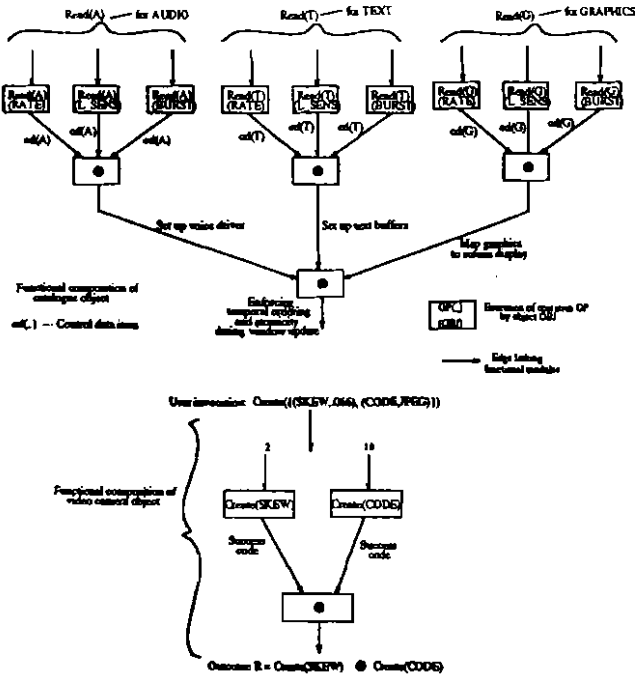 Read(A) for AUDIO
Read(T) for TEXT
Read(G) for GRAPHICS
Read(A)
(RATE)
Read(A)
(L_SENS)
Read(A)
(BURST)
Read(T)
(RATE)
Read(T)
(L_SENS)
Read(T)
(BURST)
Read(G)
(RATE)
Read(G)
(L_SENS)
Read(G)
(BURST)
cd(A)
cd(A)
cd(A)
cd(T)
cd(T)
cd(T)
cd(G)
cd(G)
cd(G)
Set up voice driver
Set up text buffers
Map graphics
to screen display
Functional composition of
catalogue object
cd(..) --- Control data items
Enforcing
temporal ordering
and geometry
during window update
OP(..)
(OBJ)
Execution of operation OP
by object OBJ
Edge linking
functional modules
User invocation: Create({(SKEW,.066), (CODE,JPEG)})
2
10
Functional composition of
video camera object
Create(SKEW)
Create(CODE)
Success
code
Success
code
Outcome: R = Create(SKEW) ● Create(CODE)